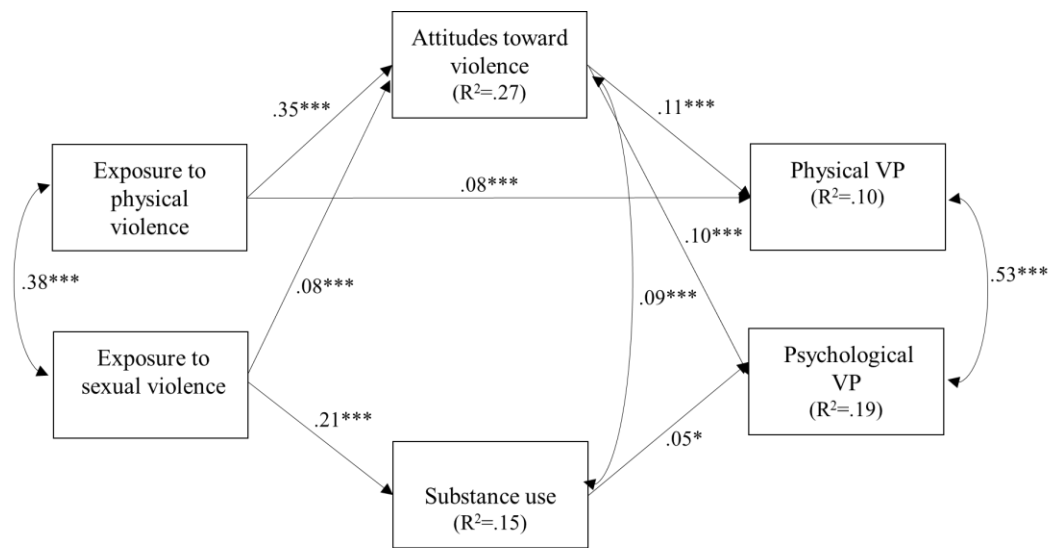 Attitudes toward
violence
(R²=.27)
.35***
.11***
Exposure to
physical
violence
.08***
Physical VP
(R²=.10)
.10***
.38***
.08***
.09***
.53***
Exposure to
sexual violence
Psychological
VP
(R²=.19)
.21***
.05*
Substance use
(R²=.15)